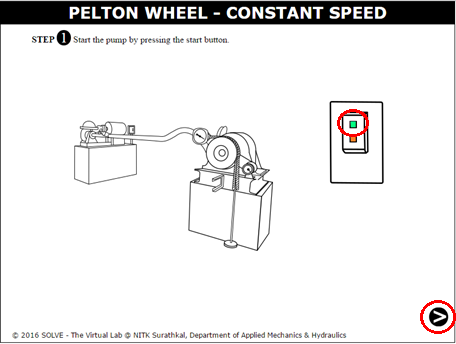 PELTON WHEEL – CONSTANT SPEED
STEP 1 Start the pump by pressing the start button.
© 2016 SOLVE - The Virtual Lab @ NITK Surathkal, Department of Applied Mechanics & Hydraulics